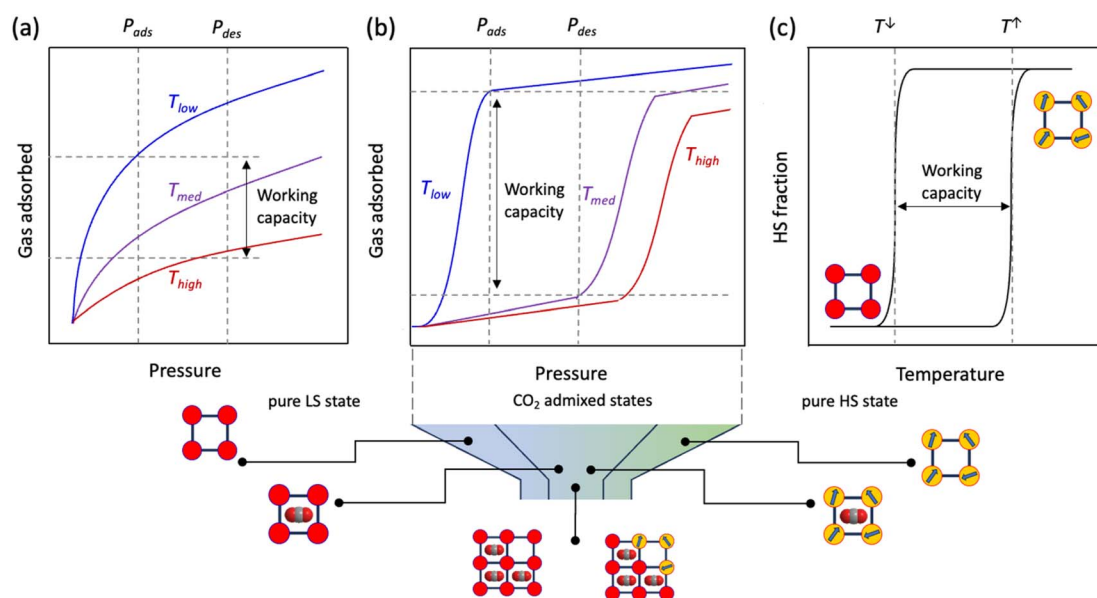 (a)
P_ads
P_des
T_low
T_med
T_high
Working
capacity
Gas adsorbed
Pressure
(b)
P_ads
P_des
T_low
Working
capacity
T_med
T_high
Gas adsorbed
Pressure
(c)
T↓
T↑
Working
capacity
HS fraction
Temperature
pure LS state
CO₂ admixed states
pure HS state